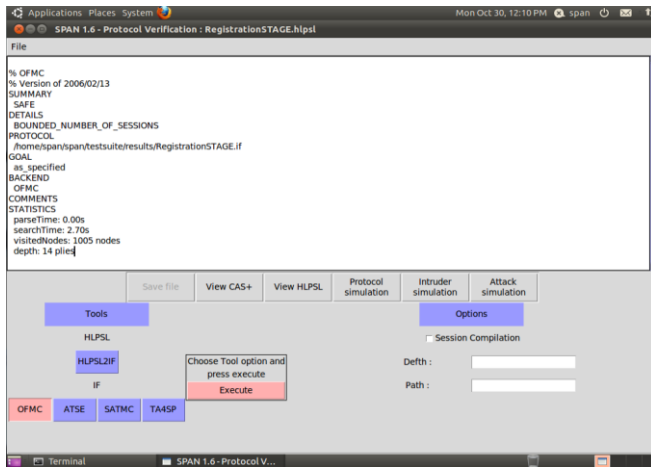 Applications Places System Mon Oct 30, 12:10 PM span
SPAN 1.6 - Protocol Verification : RegistrationSTAGE.hlpsl
File
% OFMC
% Version of 2006/02/13
SUMMARY
SAFE
DETAILS
BOUNDED_NUMBER_OF_SESSIONS
PROTOCOL
/home/span/span/testsuite/results/RegistrationSTAGE.if
GOAL
as_specified
BACKEND
OFMC
COMMENTS
STATISTICS
parseTime: 0.00s
searchTime: 2.70s
visitedNodes: 1005 nodes
depth: 14 plies
Save file View CAS+ View HLPSL Protocol simulation Intruder simulation Attack simulation
Tools Options
HLPSL Session Compilation
HLPSL2IF Choose Tool option and press execute Defth :
IF Execute Path :
OFMC ATSE SATMC TA4SP
Terminal SPAN 1.6 - Protocol V...